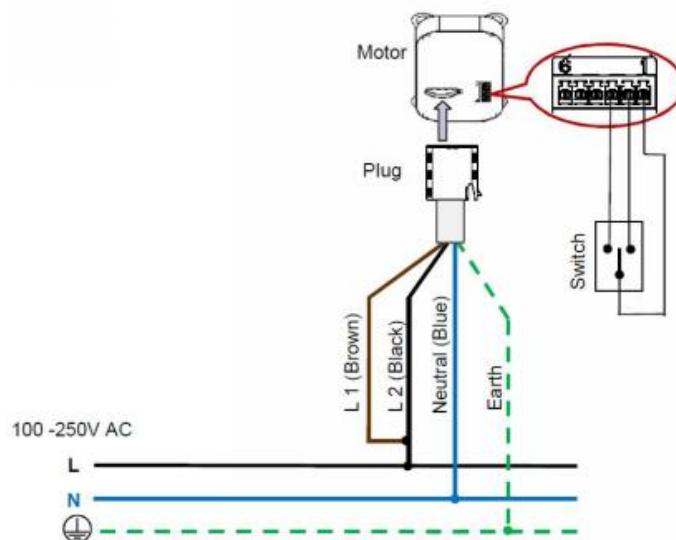 Motor
6 1
Plug
Switch
L 1 (Brown)
L 2 (Black)
Neutral (Blue)
Earth
100 -250V AC
L
N